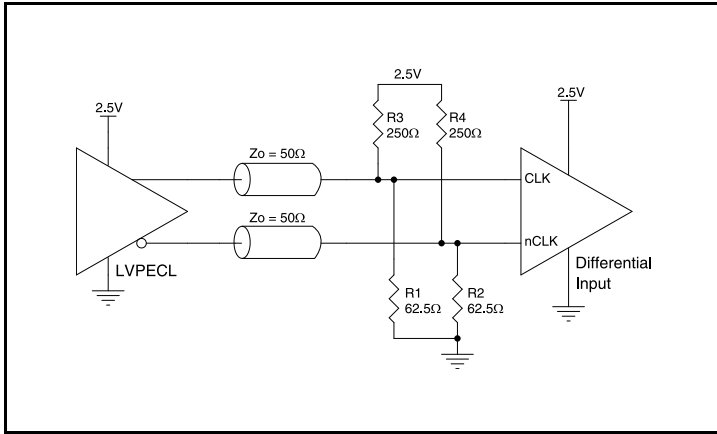 2.5V
2.5V
2.5V
R3
250Ω
R4
250Ω
Zo = 50Ω
CLK
Zo = 50Ω
nCLK
LVPECL
Differential
Input
R1
62.5Ω
R2
62.5Ω